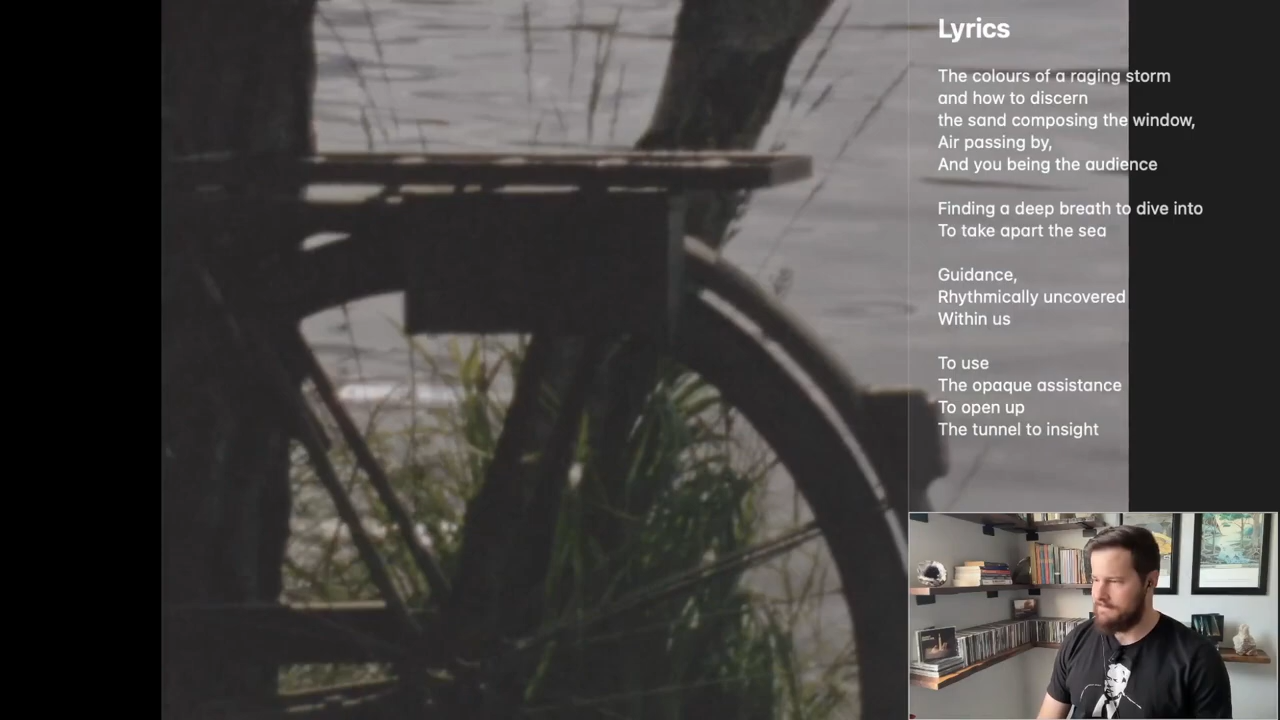 Lyrics
The colours of a raging storm
and how to discern
the sand composing the window,
Air passing by,
And you being the audience
Finding a deep breath to dive into
To take apart the sea
Guidance,
Rhythmically uncovered
Within us
To use
The opaque assistance
To open up
The tunnel to insight